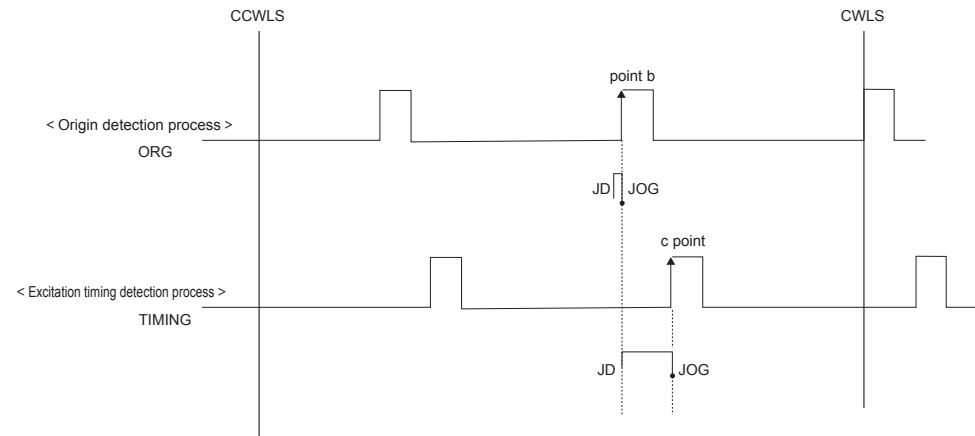 CCWLS
CWLS
point b
< Origin detection process >
ORG
JD
JOG
c point
< Excitation timing detection process >
TIMING
JD
JOG